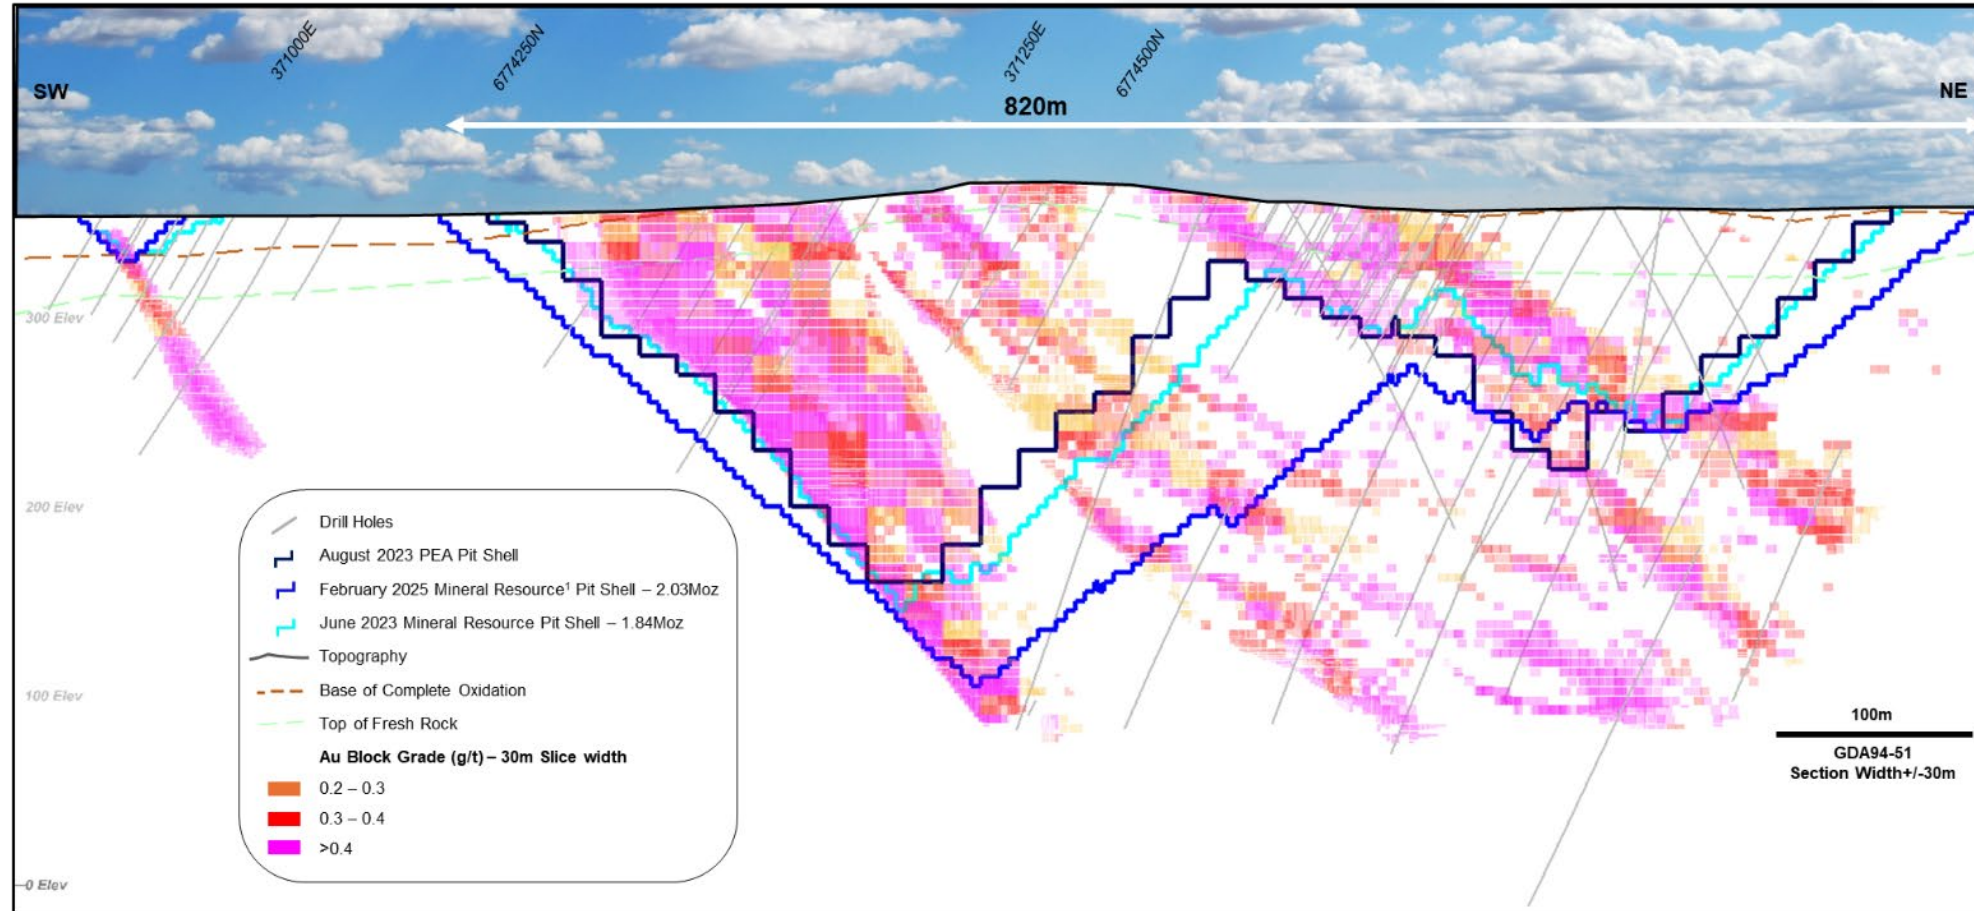 371000E
6774250N
371250E
6774500N
SW
NE
820m
300 Elev
200 Elev
100 Elev
0 Elev
Drill Holes
August 2023 PEA Pit Shell
February 2025 Mineral Resource¹ Pit Shell – 2.03Moz
June 2023 Mineral Resource Pit Shell – 1.84Moz
Topography
Base of Complete Oxidation
Top of Fresh Rock
Au Block Grade (g/t) – 30m Slice width
0.2 – 0.3
0.3 – 0.4
>0.4
100m
GDA94-51
Section Width+/-30m